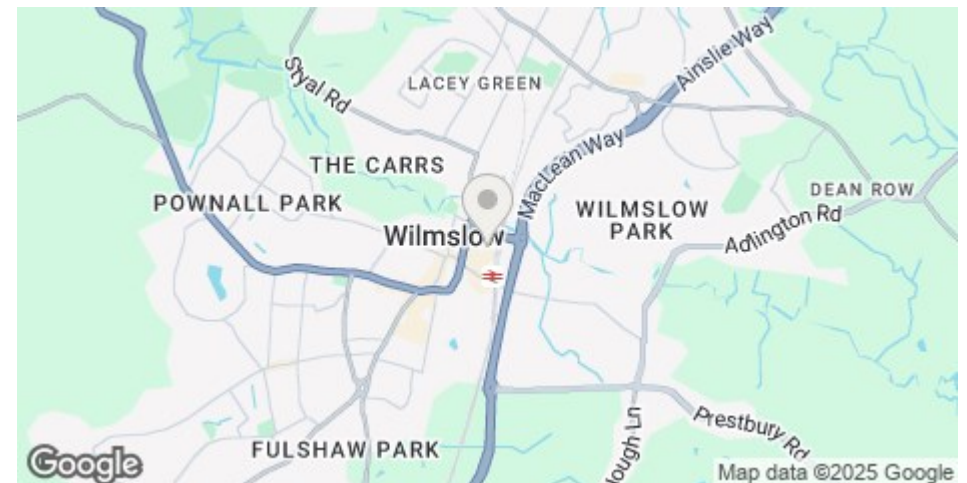 Ainslie Way
Styal Rd
LACEY GREEN
MacLean Way
THE CARRS
DEAN ROW
POWNALL PARK
WILMSLOW
PARK
Wilmslow
Adlington Rd
Prestbury Rd
FULSHAW PARK
Google
Map data ©2025 Google